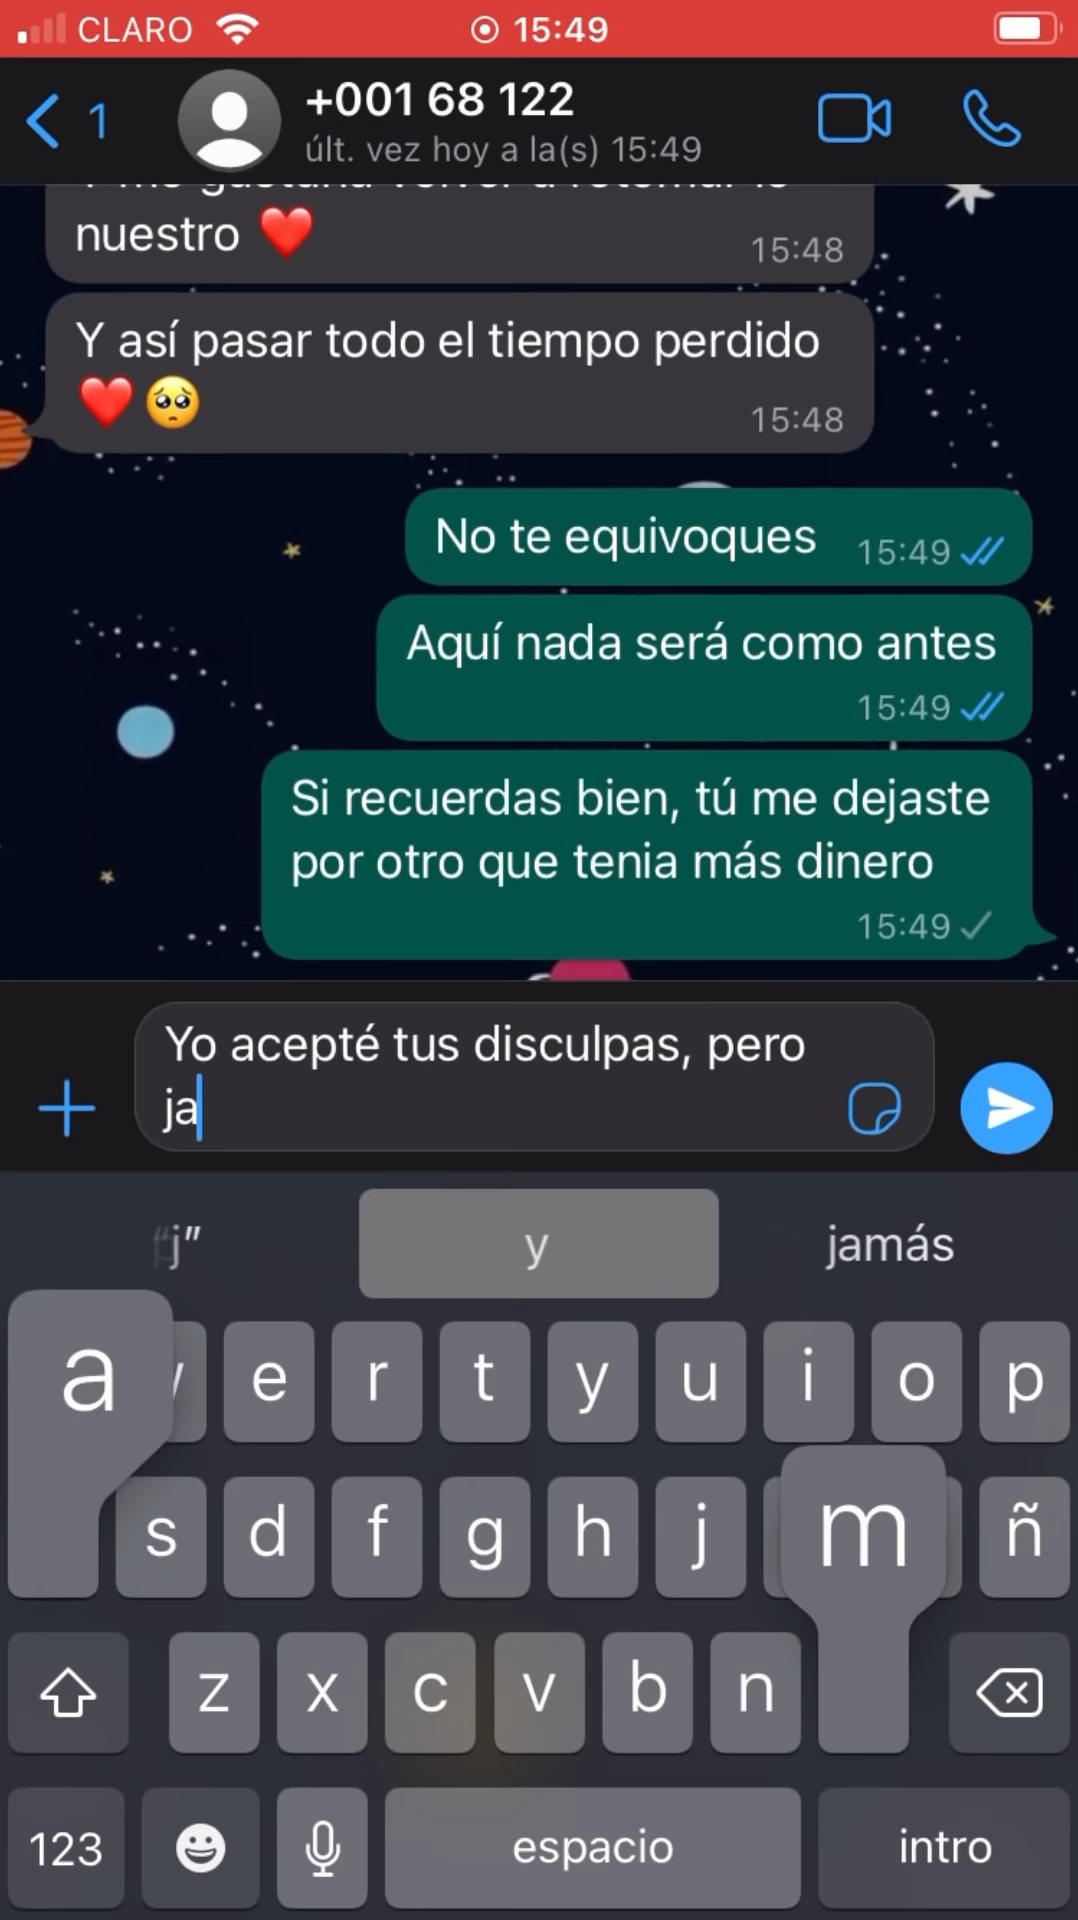 CLARO 15:49
1 +001 68 122
últ. vez hoy a la(s) 15:49
nuestro ❤️ 15:48
Y así pasar todo el tiempo perdido
❤️🥺 15:48
No te equivoques 15:49
Aquí nada será como antes
15:49
Si recuerdas bien, tú me dejaste
por otro que tenia más dinero
15:49
Yo acepté tus disculpas, pero
ja
“j” y jamás
a e r t y u i o p
s d f g h j m ñ
z x c v b n
123 espacio intro